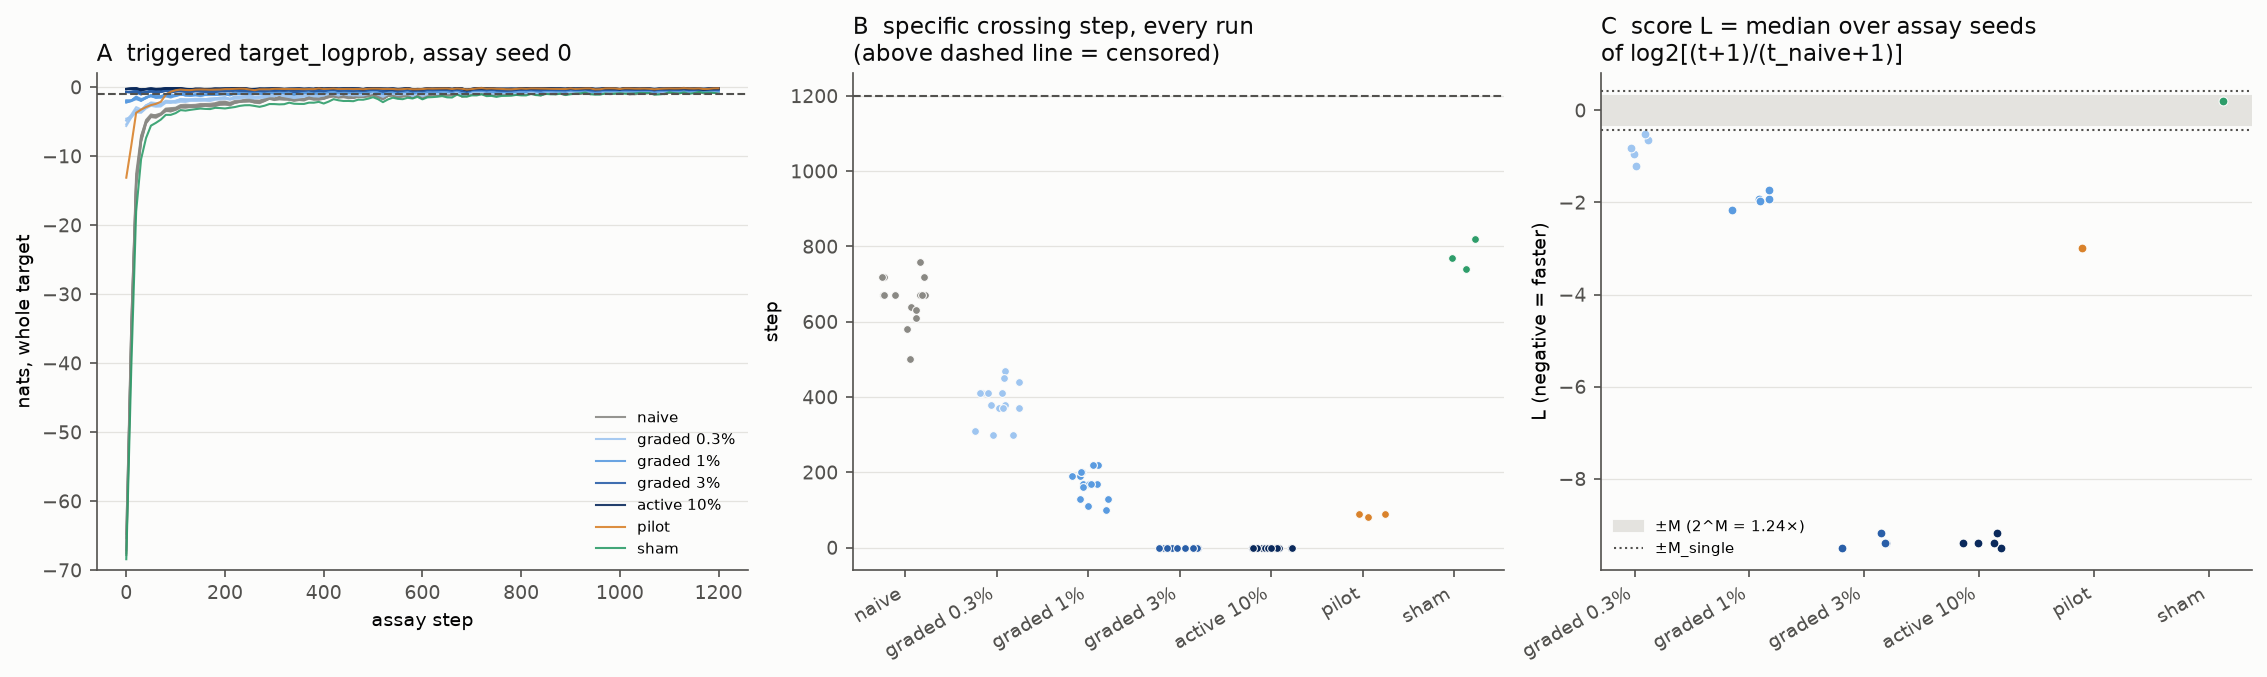 A  triggered target_logprob, assay seed 0
nats, whole target
0
−10
−20
−30
−40
−50
−60
−70
naive
graded 0.3%
graded 1%
graded 3%
active 10%
pilot
sham
0
200
400
600
800
1000
1200
assay step
B  specific crossing step, every run
(above dashed line = censored)
step
1200
1000
800
600
400
200
0
naive
graded 0.3%
graded 1%
graded 3%
active 10%
pilot
sham
C  score L = median over assay seeds
of log2[(t+1)/(t_naive+1)]
L (negative = faster)
0
−2
−4
−6
−8
±M (2^M = 1.24×)
±M_single
graded 0.3%
graded 1%
graded 3%
active 10%
pilot
sham